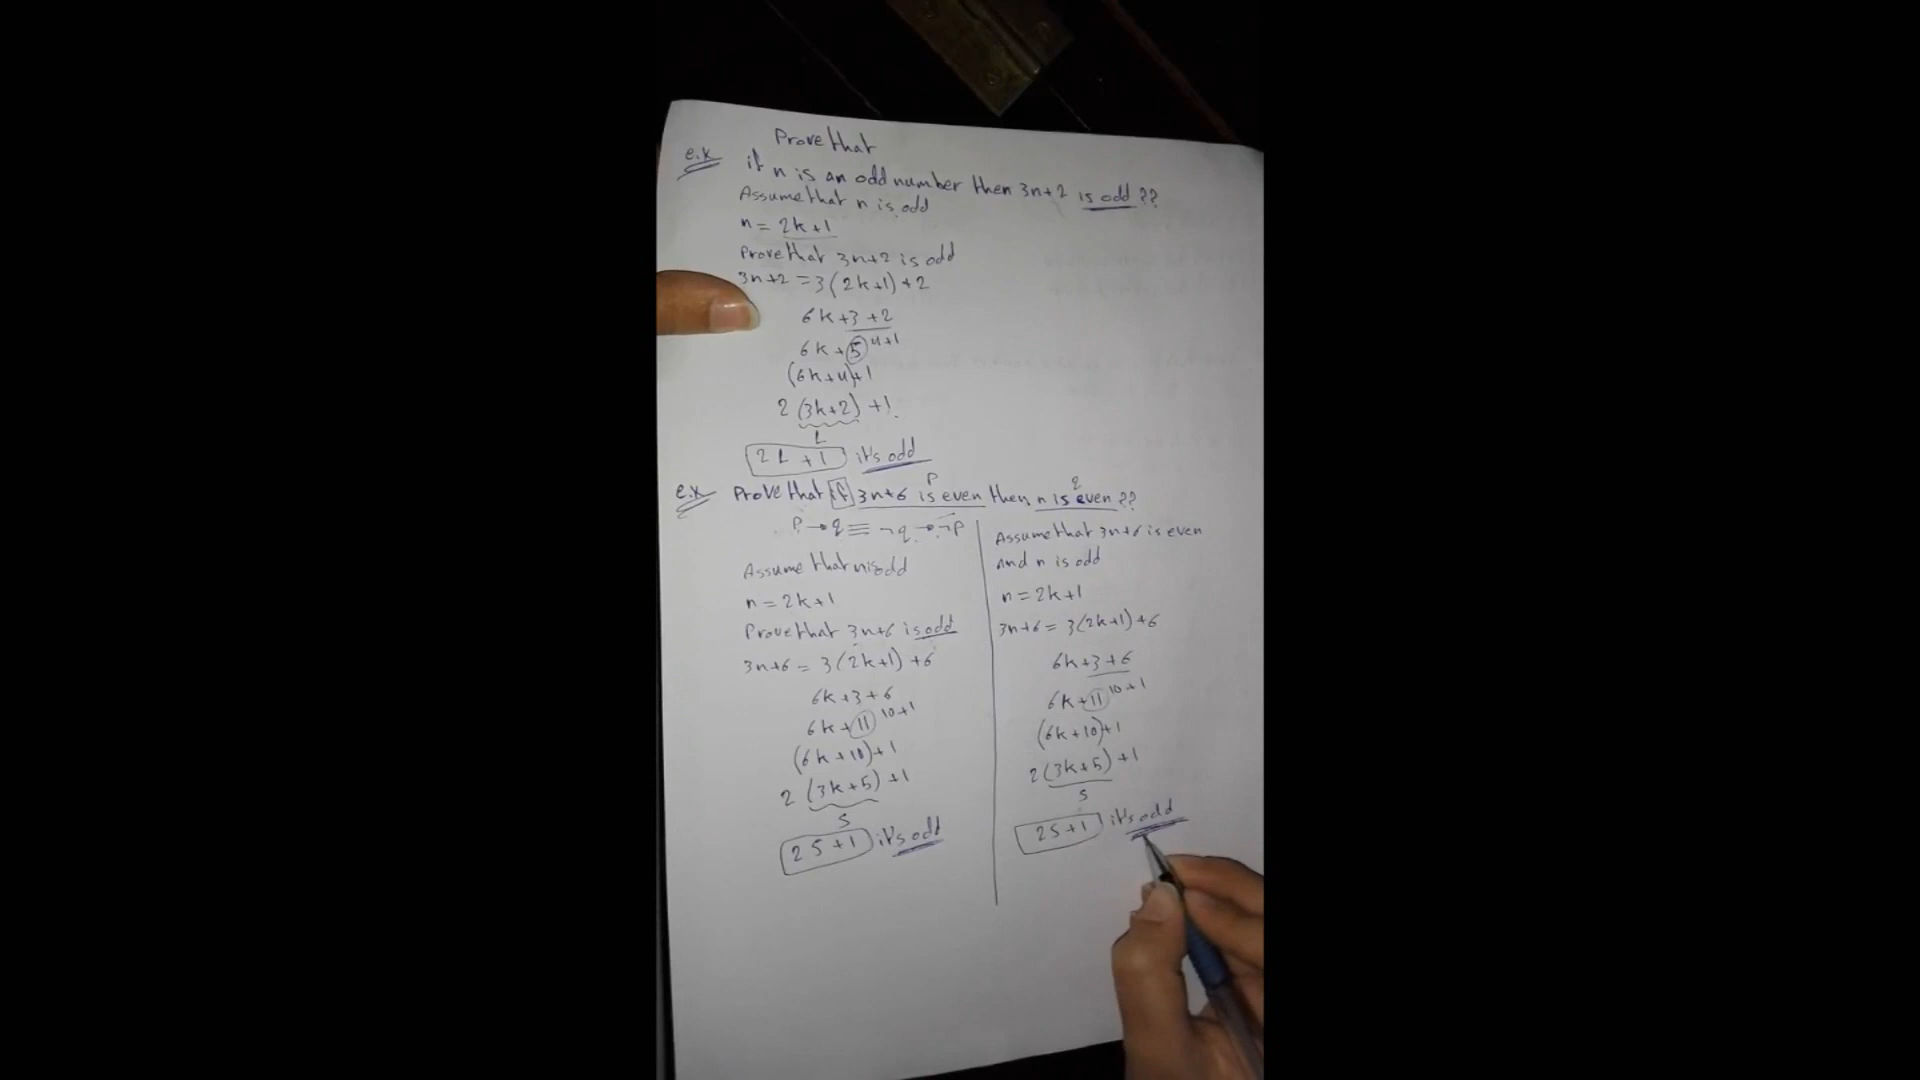 Prove that
e.x if n is an odd number then 3n+2 is odd??
Assume that n is odd
n = 2k+1
Prove that 3n+2 is odd
3n+2 = 3(2k+1)+2
6k+3+2
6k+5 4+1
(6k+4)+1
2(3k+2)+1
L
2L+1 it's odd
e.x Prove that if 3n+6 is even then n is even??
P
q
P→q≡¬q→¬P
Assume that n is odd
n = 2k+1
Prove that 3n+6 is odd
3n+6 = 3(2k+1)+6
6k+3+6
6k+11 10+1
(6k+10)+1
2(3k+5)+1
S
2S+1 it's odd
Assume that 3n+6 is even
and n is odd
n = 2k+1
3n+6 = 3(2k+1)+6
6k+3+6
6k+11 10+1
(6k+10)+1
2(3k+5)+1
S
2S+1 it's odd